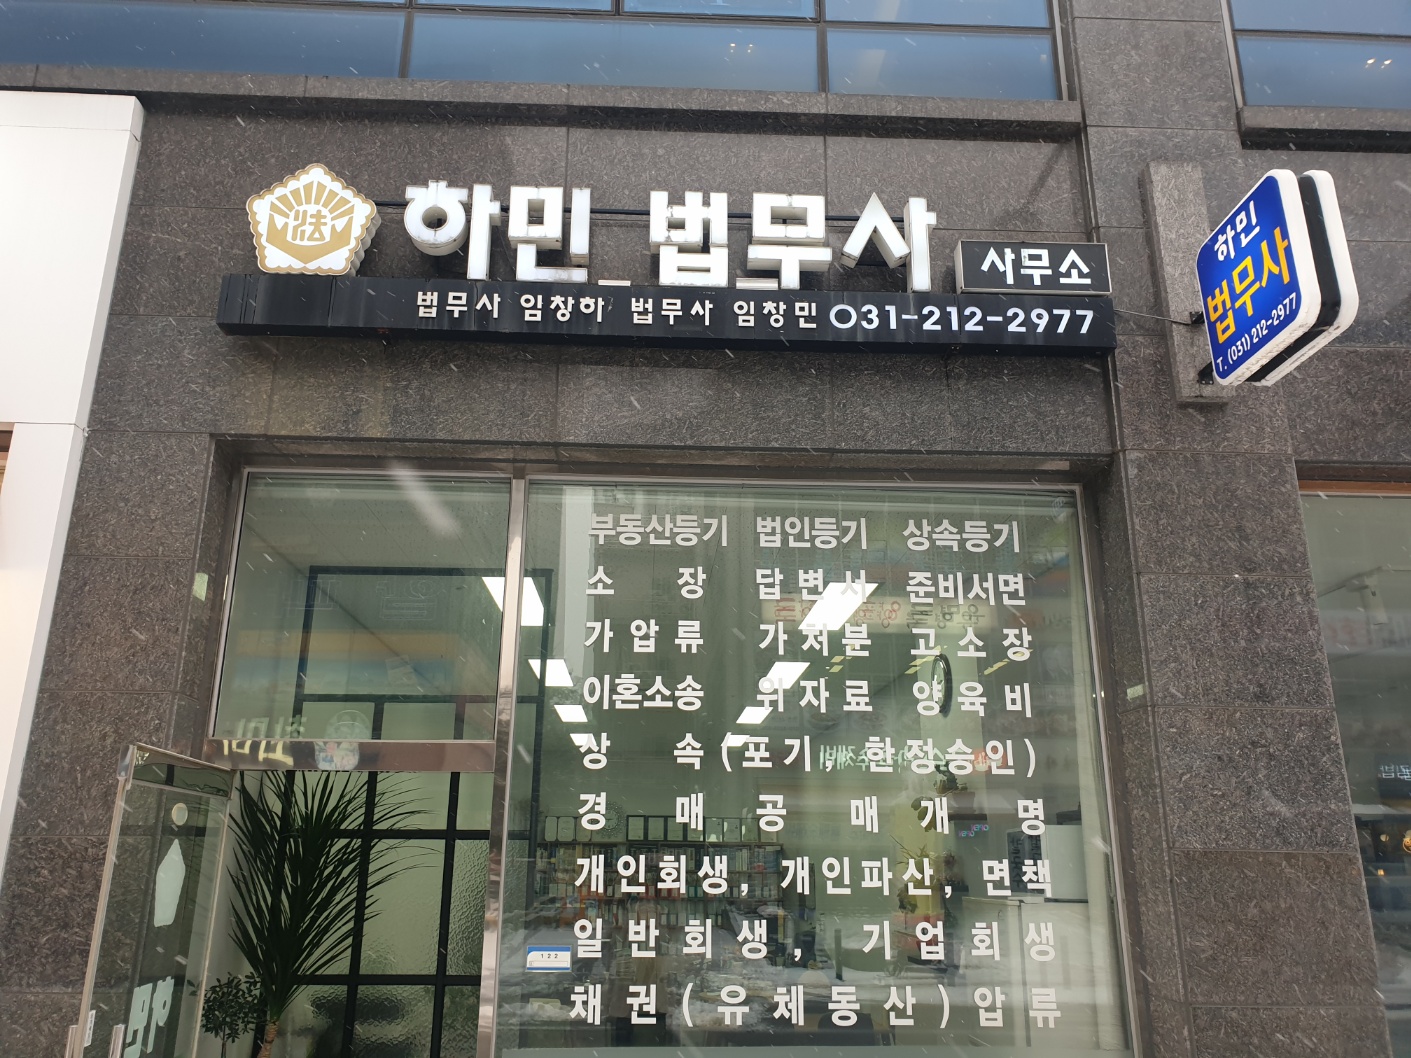 法
하민 법무사 사무소
법무사 임창하 법무사 임창민 031-212-2977
하민
법무사
T. (031) 212-2977
부동산등기 법인등기 상속등기
소 장 답변서 준비서면
가압류 가처분 고소장
이혼소송 위자료 양육비
상 속(포기, 한정승인)
경 매 공 매 개 명
개인회생, 개인파산, 면책
일반회생, 기업회생
채권(유체동산)압류
122
하민